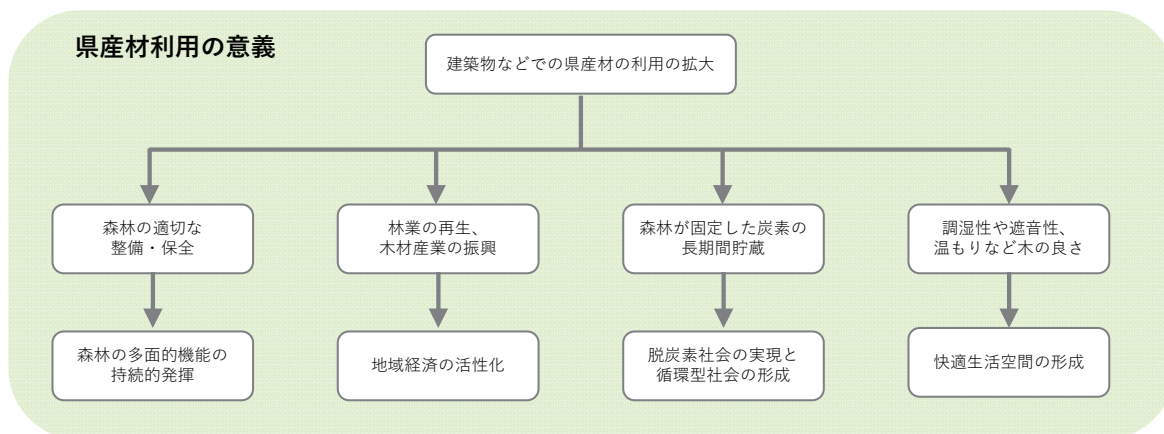 県産材利用の意義
建築物などでの県産材の利用の拡大
森林の適切な
整備・保全
林業の再生、
木材産業の振興
森林が固定した炭素の
長期間貯蔵
調湿性や遮音性、
温もりなど木の良さ
森林の多面的機能の
持続的発揮
地域経済の活性化
脱炭素社会の実現と
循環型社会の形成
快適生活空間の形成